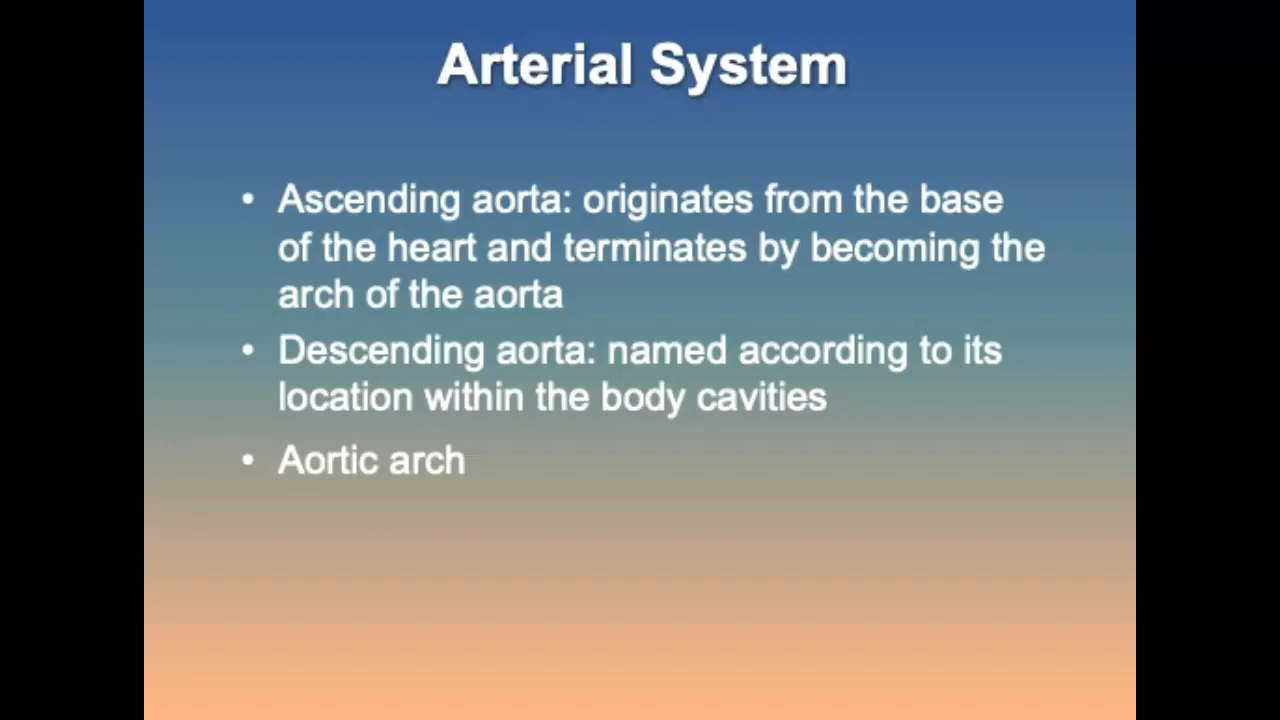 Arterial System
• Ascending aorta: originates from the base
of the heart and terminates by becoming the
arch of the aorta
• Descending aorta: named according to its
location within the body cavities
• Aortic arch